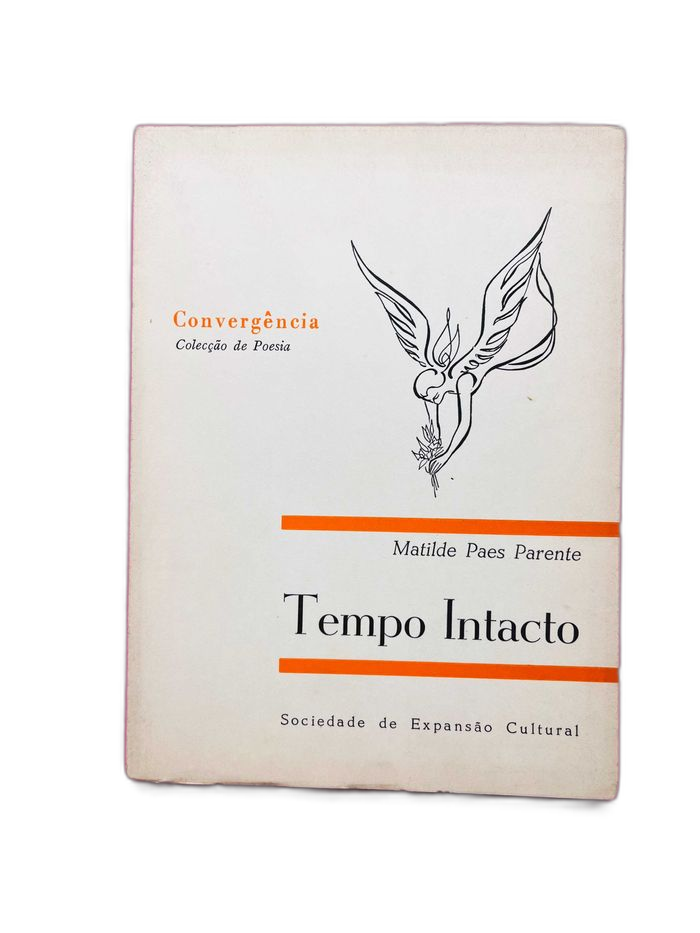 Convergência
Colecção de Poesia
Matilde Paes Parente
Tempo Intacto
Sociedade de Expansão Cultural